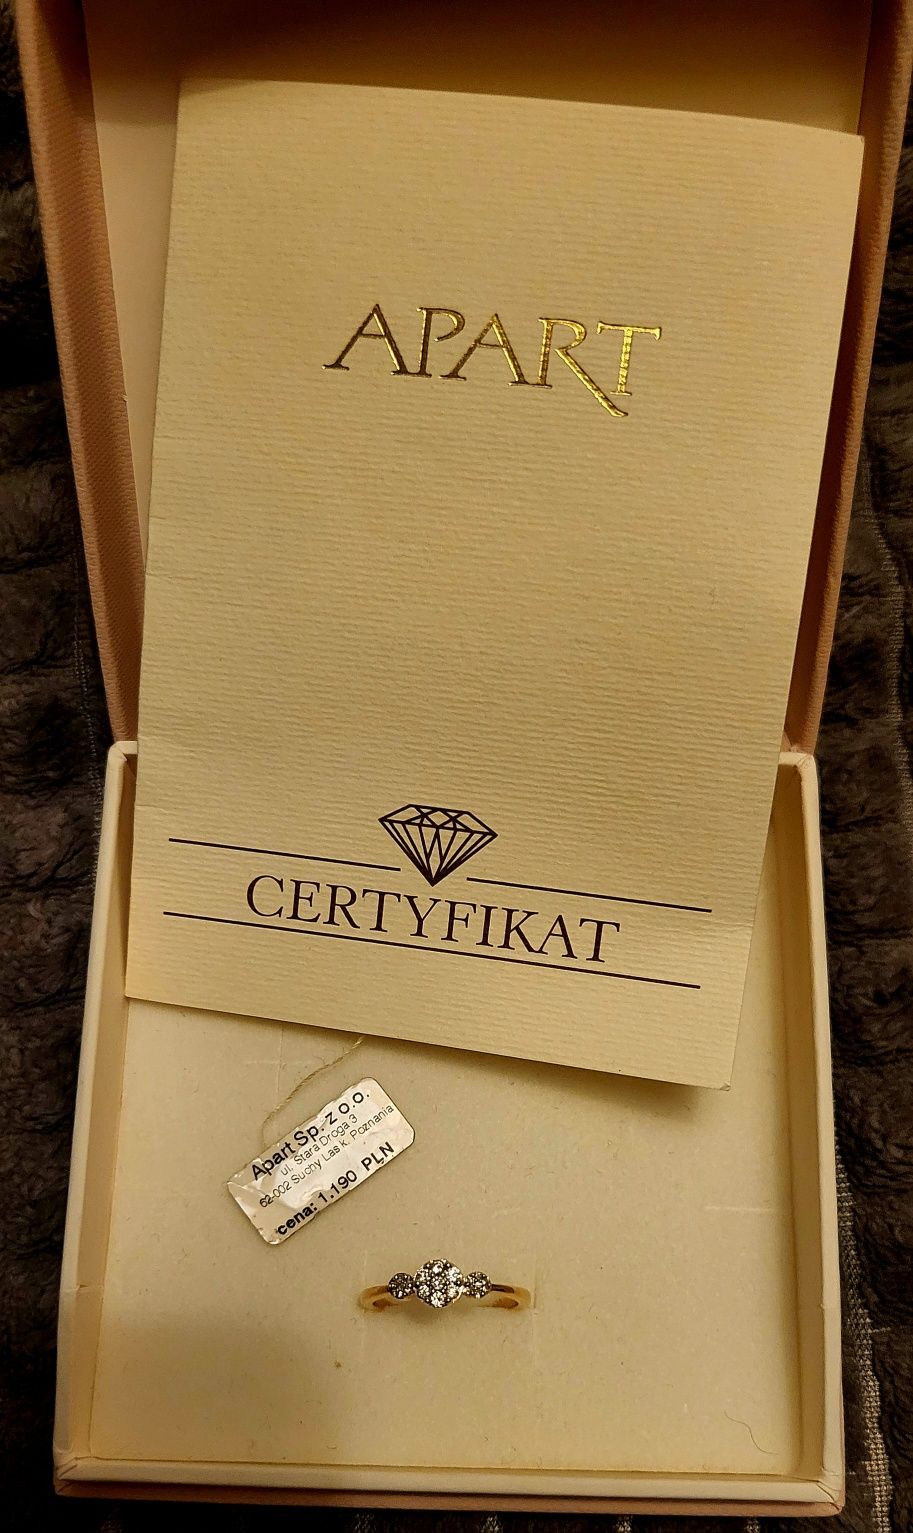 APART
CERTYFIKAT
Apart Sp. z o.o.
ul. Stara Droga 3
62-002 Suchy Las k. Poznania
cena: 1.190 PLN